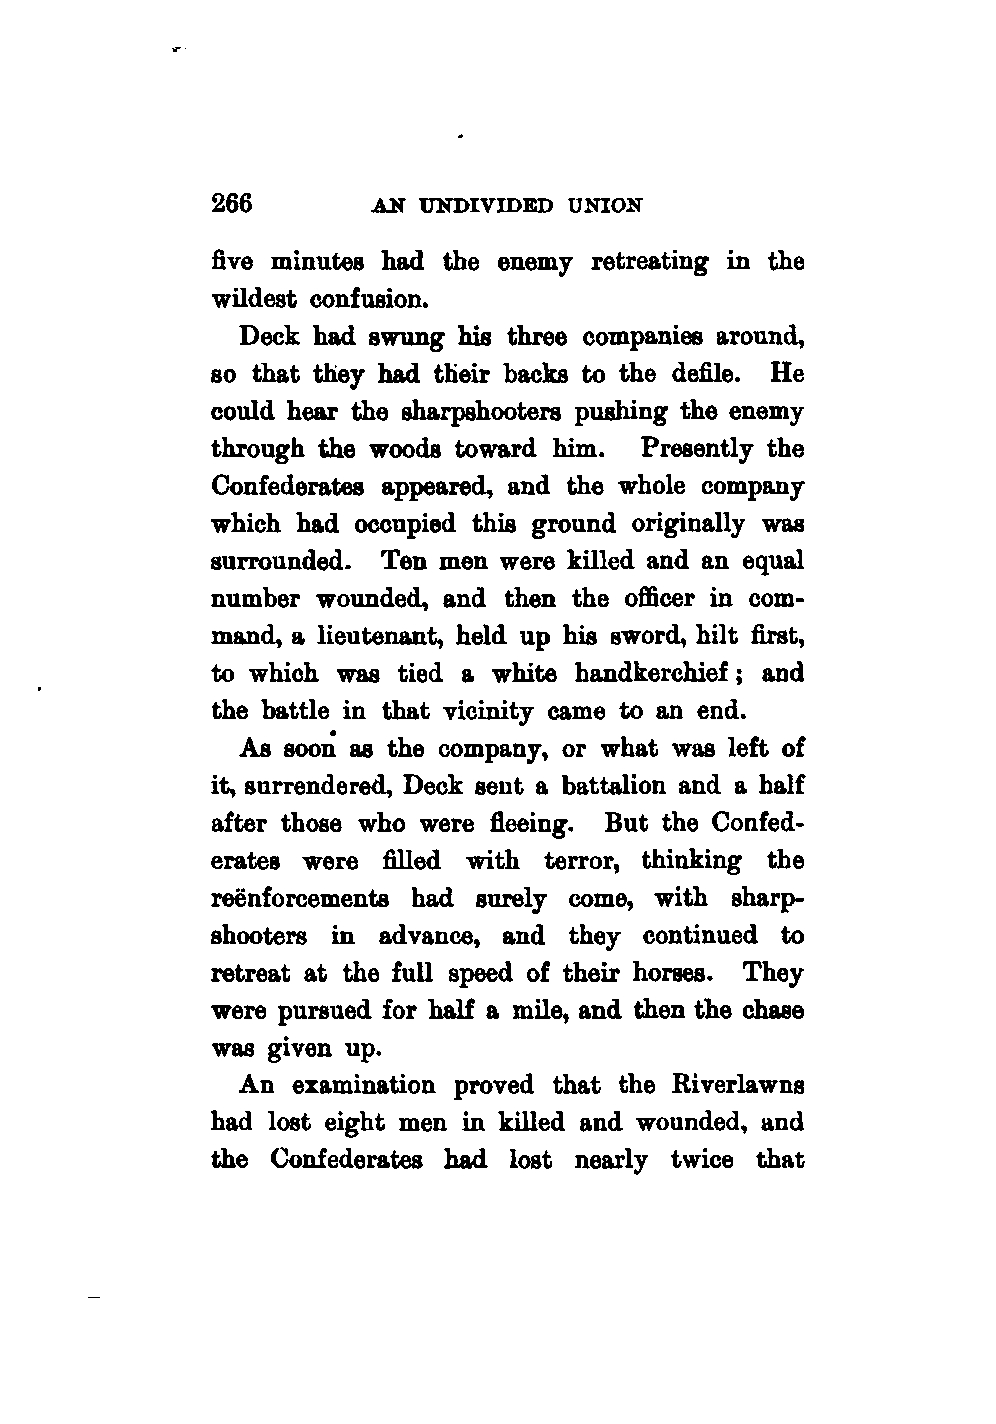 266 AN UNDIVIDED UNION
five minutes had the enemy retreating in the
wildest confusion.
Deck had swung his three companies around,
so that they had their backs to the defile. He
could hear the sharpshooters pushing the enemy
through the woods toward him. Presently the
Confederates appeared, and the whole company
which had occupied this ground originally was
surrounded. Ten men were killed and an equal
number wounded, and then the officer in com-
mand, a lieutenant, held up his sword, hilt first,
to which was tied a white handkerchief; and
the battle in that vicinity came to an end.
As soon as the company, or what was left of
it, surrendered, Deck sent a battalion and a half
after those who were fleeing. But the Confed-
erates were filled with terror, thinking the
reënforcements had surely come, with sharp-
shooters in advance, and they continued to
retreat at the full speed of their horses. They
were pursued for half a mile, and then the chase
was given up.
An examination proved that the Riverlawns
had lost eight men in killed and wounded, and
the Confederates had lost nearly twice that